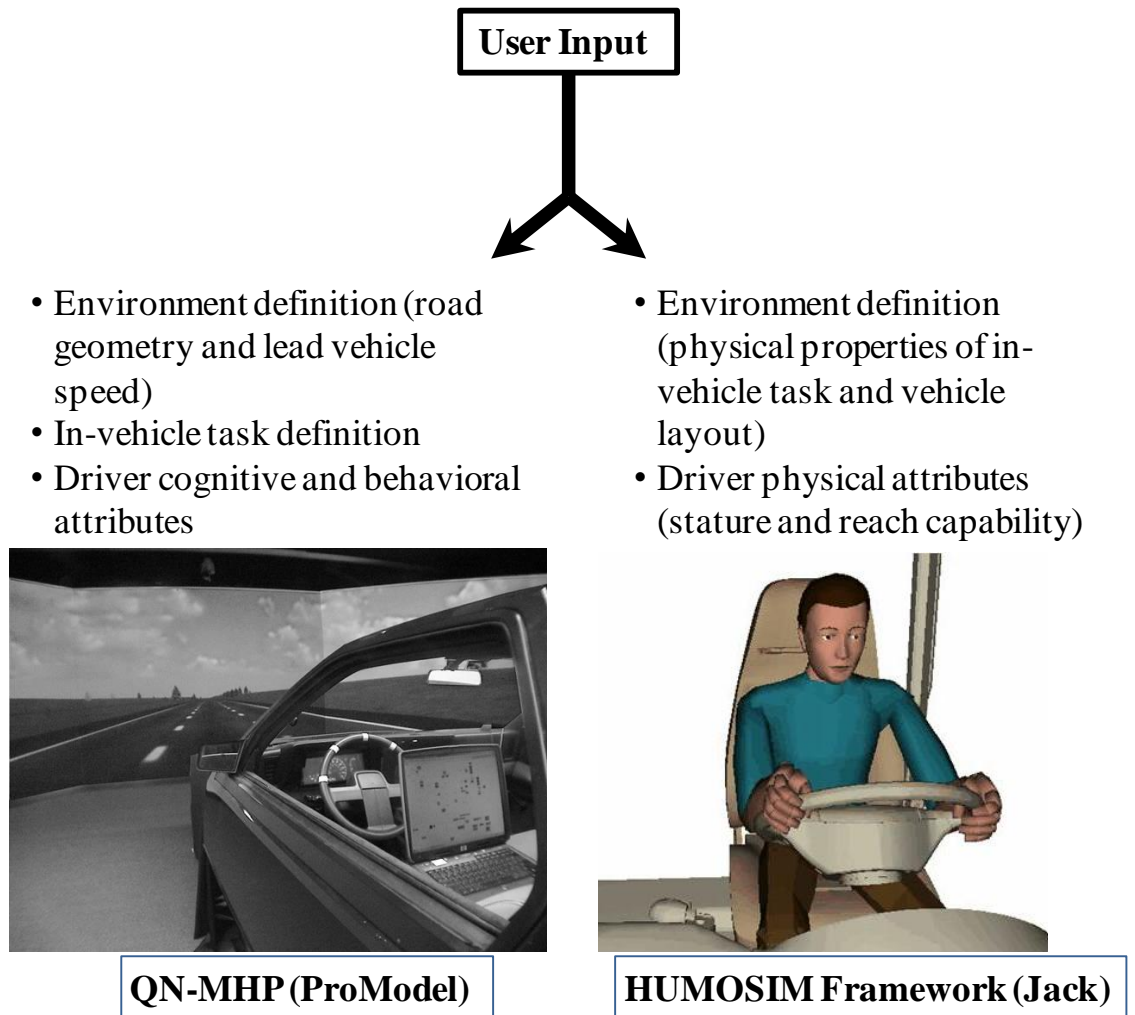 User Input
• Environment definition (road
geometry and lead vehicle
speed)
• In-vehicle task definition
• Driver cognitive and behavioral
attributes
• Environment definition
(physical properties of in-
vehicle task and vehicle
layout)
• Driver physical attributes
(stature and reach capability)
QN-MHP (ProModel)
HUMOSIM Framework (Jack)